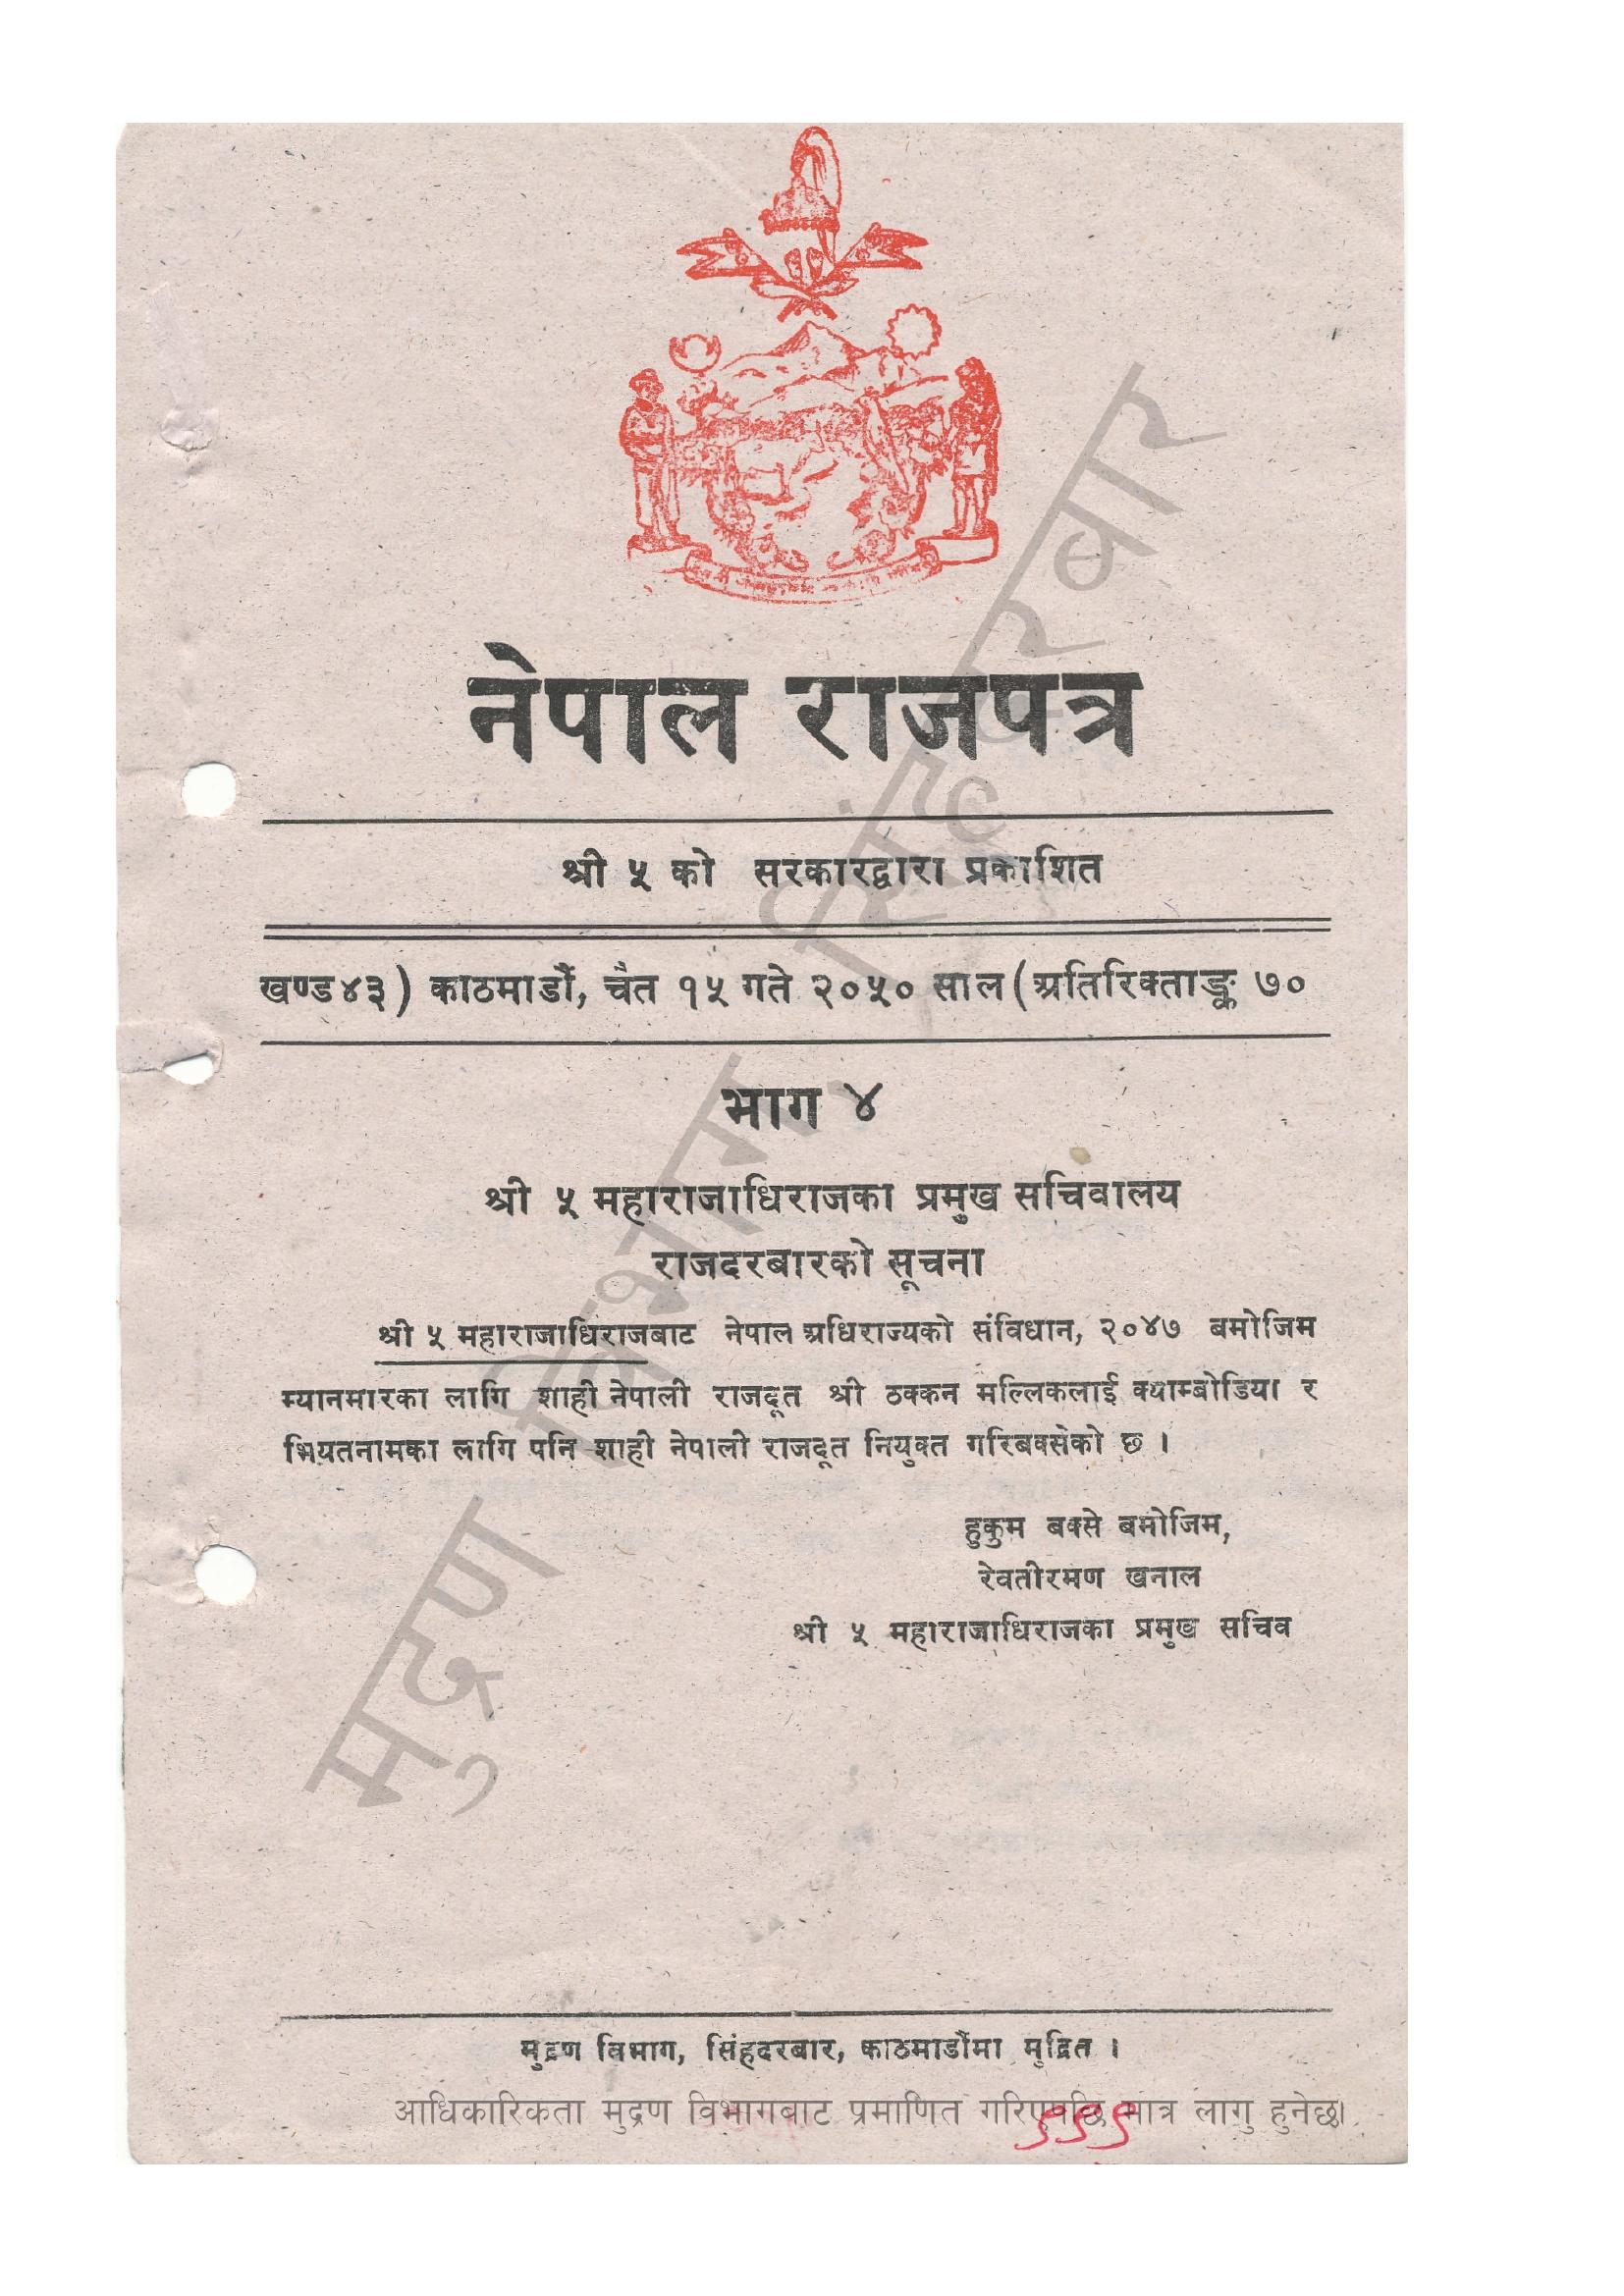 नेपाल राजपत्र
श्री ५ को सरकारद्वारा प्रकाशित
खण्ड ४३) काठमाडौं, चैत १५ गते २०५० साल (अतिरिक्ताङ्क ७०
भाग ४
श्री ५ महाराजाधिराजका प्रमुख सचिवालय
राजदरबारको सूचना
श्री ५ महाराजाधिराजबाट नेपाल अधिराज्यको संविधान, २०४७ बमोजिम
म्यानमारका लागि शाही नेपाली राजदूत श्री ठक्कन मल्लिकलाई क्याम्बोडिया र
भियतनामका लागि पनि शाही नेपाली राजदूत नियुक्त गरिबक्सेको छ ।
हुकुम बक्से बमोजिम,
रेवतीरमण खनाल
श्री ५ महाराजाधिराजका प्रमुख सचिव
मुद्रण विभाग, सिंहदरबार
मुद्रण विभाग, सिंहदरबार, काठमाडौंमा मुद्रित ।
आधिकारिकता मुद्रण विभागबाट प्रमाणित गरिएपछि मात्र लागु हुनेछ।